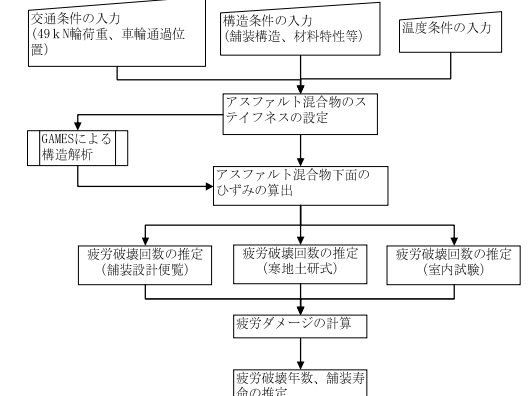 交通条件の入力
(49kN輪荷重、車輪通過位
置)
構造条件の入力
(舗装構造、材料特性等)
温度条件の入力
アスファルト混合物のス
テイフネスの設定
GAMESによる
構造解析
アスファルト混合物下面の
ひずみの算出
疲労破壊回数の推定
(舗装設計便覧)
疲労破壊回数の推定
(寒地土研式)
疲労破壊回数の推定
(室内試験)
疲労ダメージの計算
疲労破壊年数、舗装寿
命の推定